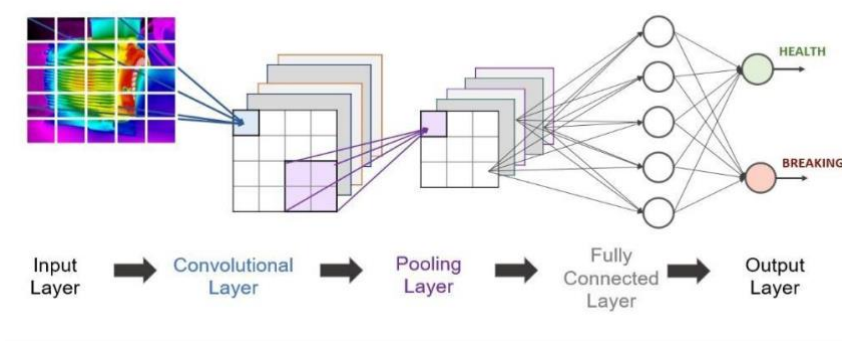 HEALTH
BREAKING
Input
Layer
Convolutional
Layer
Pooling
Layer
Fully
Connected
Layer
Output
Layer